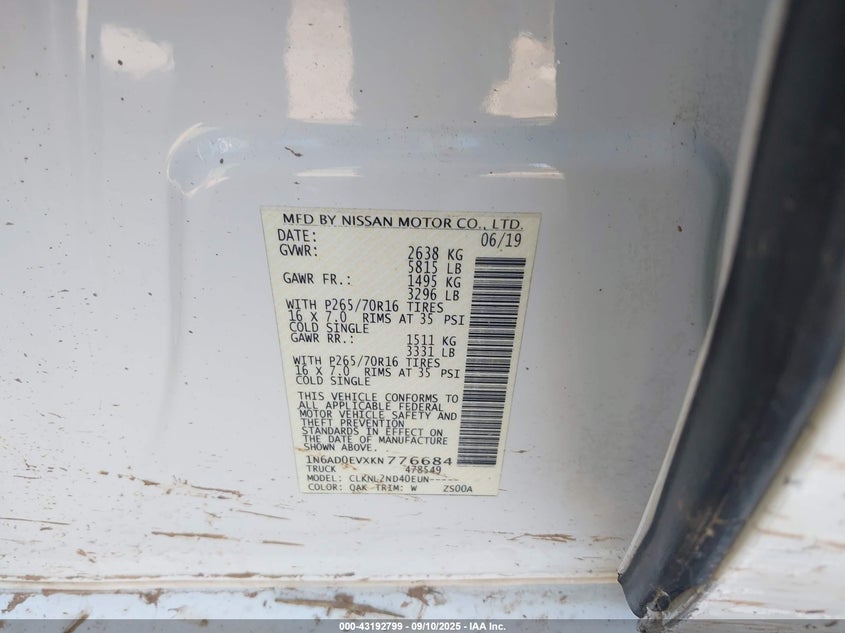 MFD BY NISSAN MOTOR CO., LTD.
DATE: 06/19
GVWR: 2638 KG
5815 LB
GAWR FR.: 1495 KG
3296 LB
WITH P265/70R16 TIRES
16 X 7.0 RIMS AT 35 PSI
COLD SINGLE
GAWR RR.: 1511 KG
3331 LB
WITH P265/70R16 TIRES
16 X 7.0 RIMS AT 35 PSI
COLD SINGLE
THIS VEHICLE CONFORMS TO
ALL APPLICABLE FEDERAL
MOTOR VEHICLE SAFETY AND
THEFT PREVENTION
STANDARDS IN EFFECT ON
THE DATE OF MANUFACTURE
SHOWN ABOVE.
1N6AD0EVXKN776684
TRUCK 478549
MODEL: CLKNL2ND40EUN-----
COLOR: QAK TRIM: W ZS00A
000-43192799 - 09/10/2025 - IAA Inc.